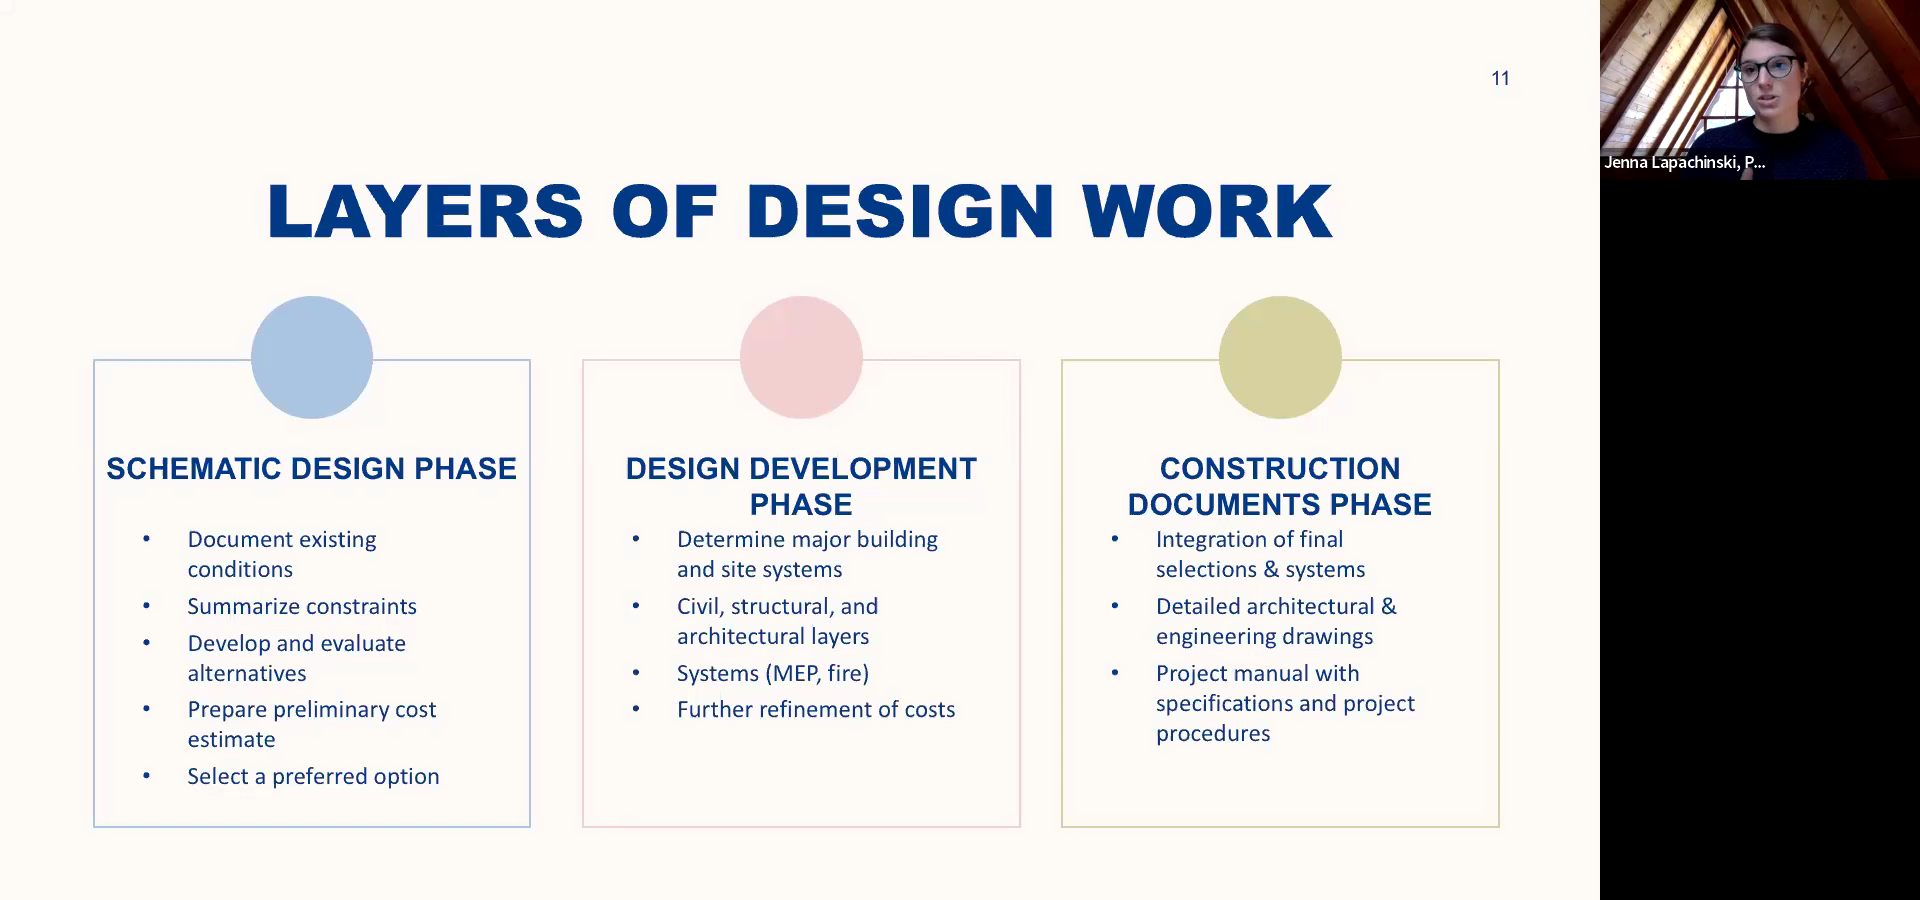 11
Jenna Lapachinski, P...
LAYERS OF DESIGN WORK
SCHEMATIC DESIGN PHASE
• Document existing
conditions
• Summarize constraints
• Develop and evaluate
alternatives
• Prepare preliminary cost
estimate
• Select a preferred option
DESIGN DEVELOPMENT
PHASE
• Determine major building
and site systems
• Civil, structural, and
architectural layers
• Systems (MEP, fire)
• Further refinement of costs
CONSTRUCTION
DOCUMENTS PHASE
• Integration of final
selections & systems
• Detailed architectural &
engineering drawings
• Project manual with
specifications and project
procedures